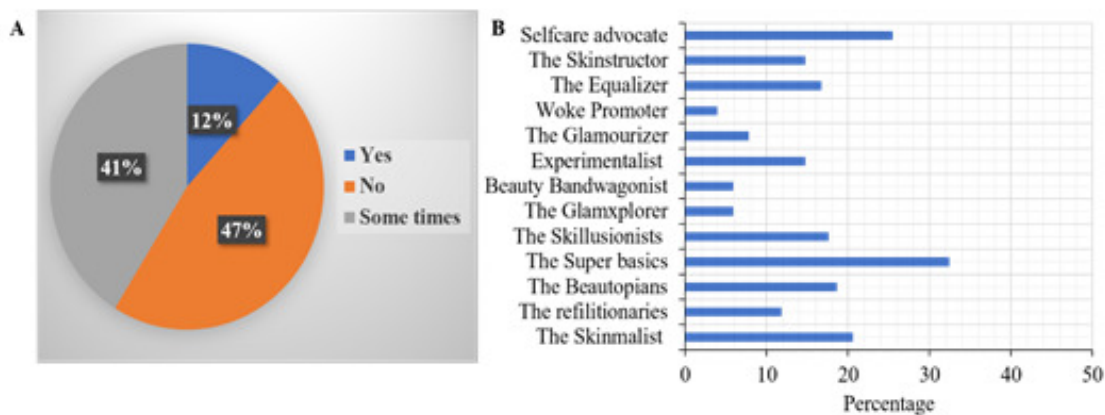 A
12%
41%
47%
Yes
No
Some times
B
Selfcare advocate
The Skinstructor
The Equalizer
Woke Promoter
The Glamourizer
Experimentalist
Beauty Bandwagonist
The Glamxplorer
The Skillusionists
The Super basics
The Beautopians
The refilitionaries
The Skinmalist
0 10 20 30 40 50
Percentage